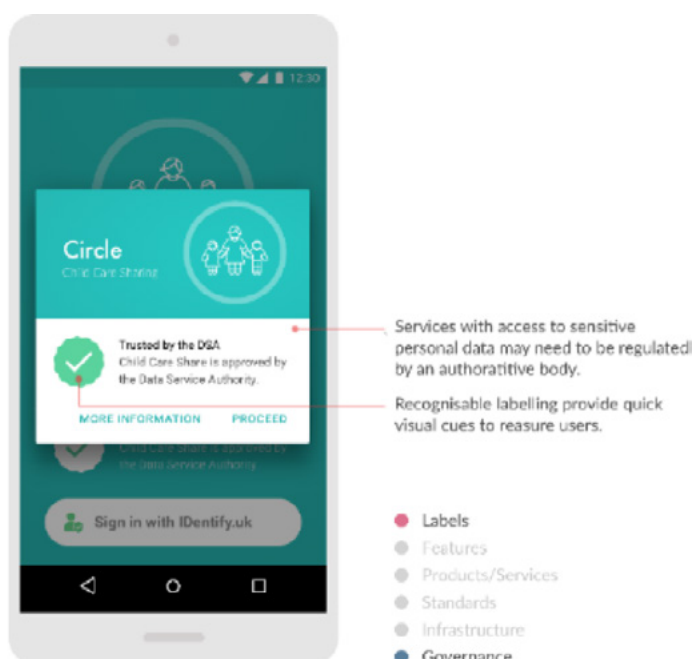 12:30
Circle
Child Care Sharing
Trusted by the DSA
Child Care Share is approved by
the Data Service Authority.
MORE INFORMATION PROCEED
Child Care Share is approved by
the Data Service Authority
Sign in with IDentify.uk
Services with access to sensitive
personal data may need to be regulated
by an authoratitive body.
Recognisable labelling provide quick
visual cues to reasure users.
Labels
Features
Products/Services
Standards
Infrastructure
Governance